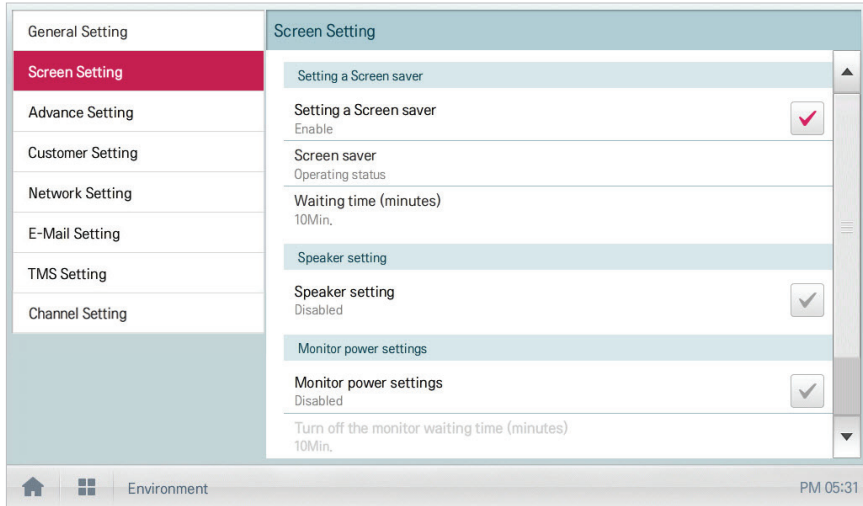 General Setting
Screen Setting
Advance Setting
Customer Setting
Network Setting
E-Mail Setting
TMS Setting
Channel Setting
Screen Setting
Setting a Screen saver
Setting a Screen saver
Enable
Screen saver
Operating status
Waiting time (minutes)
10Min.
Speaker setting
Speaker setting
Disabled
Monitor power settings
Monitor power settings
Disabled
Turn off the monitor waiting time (minutes)
10Min.
Environment
PM 05:31